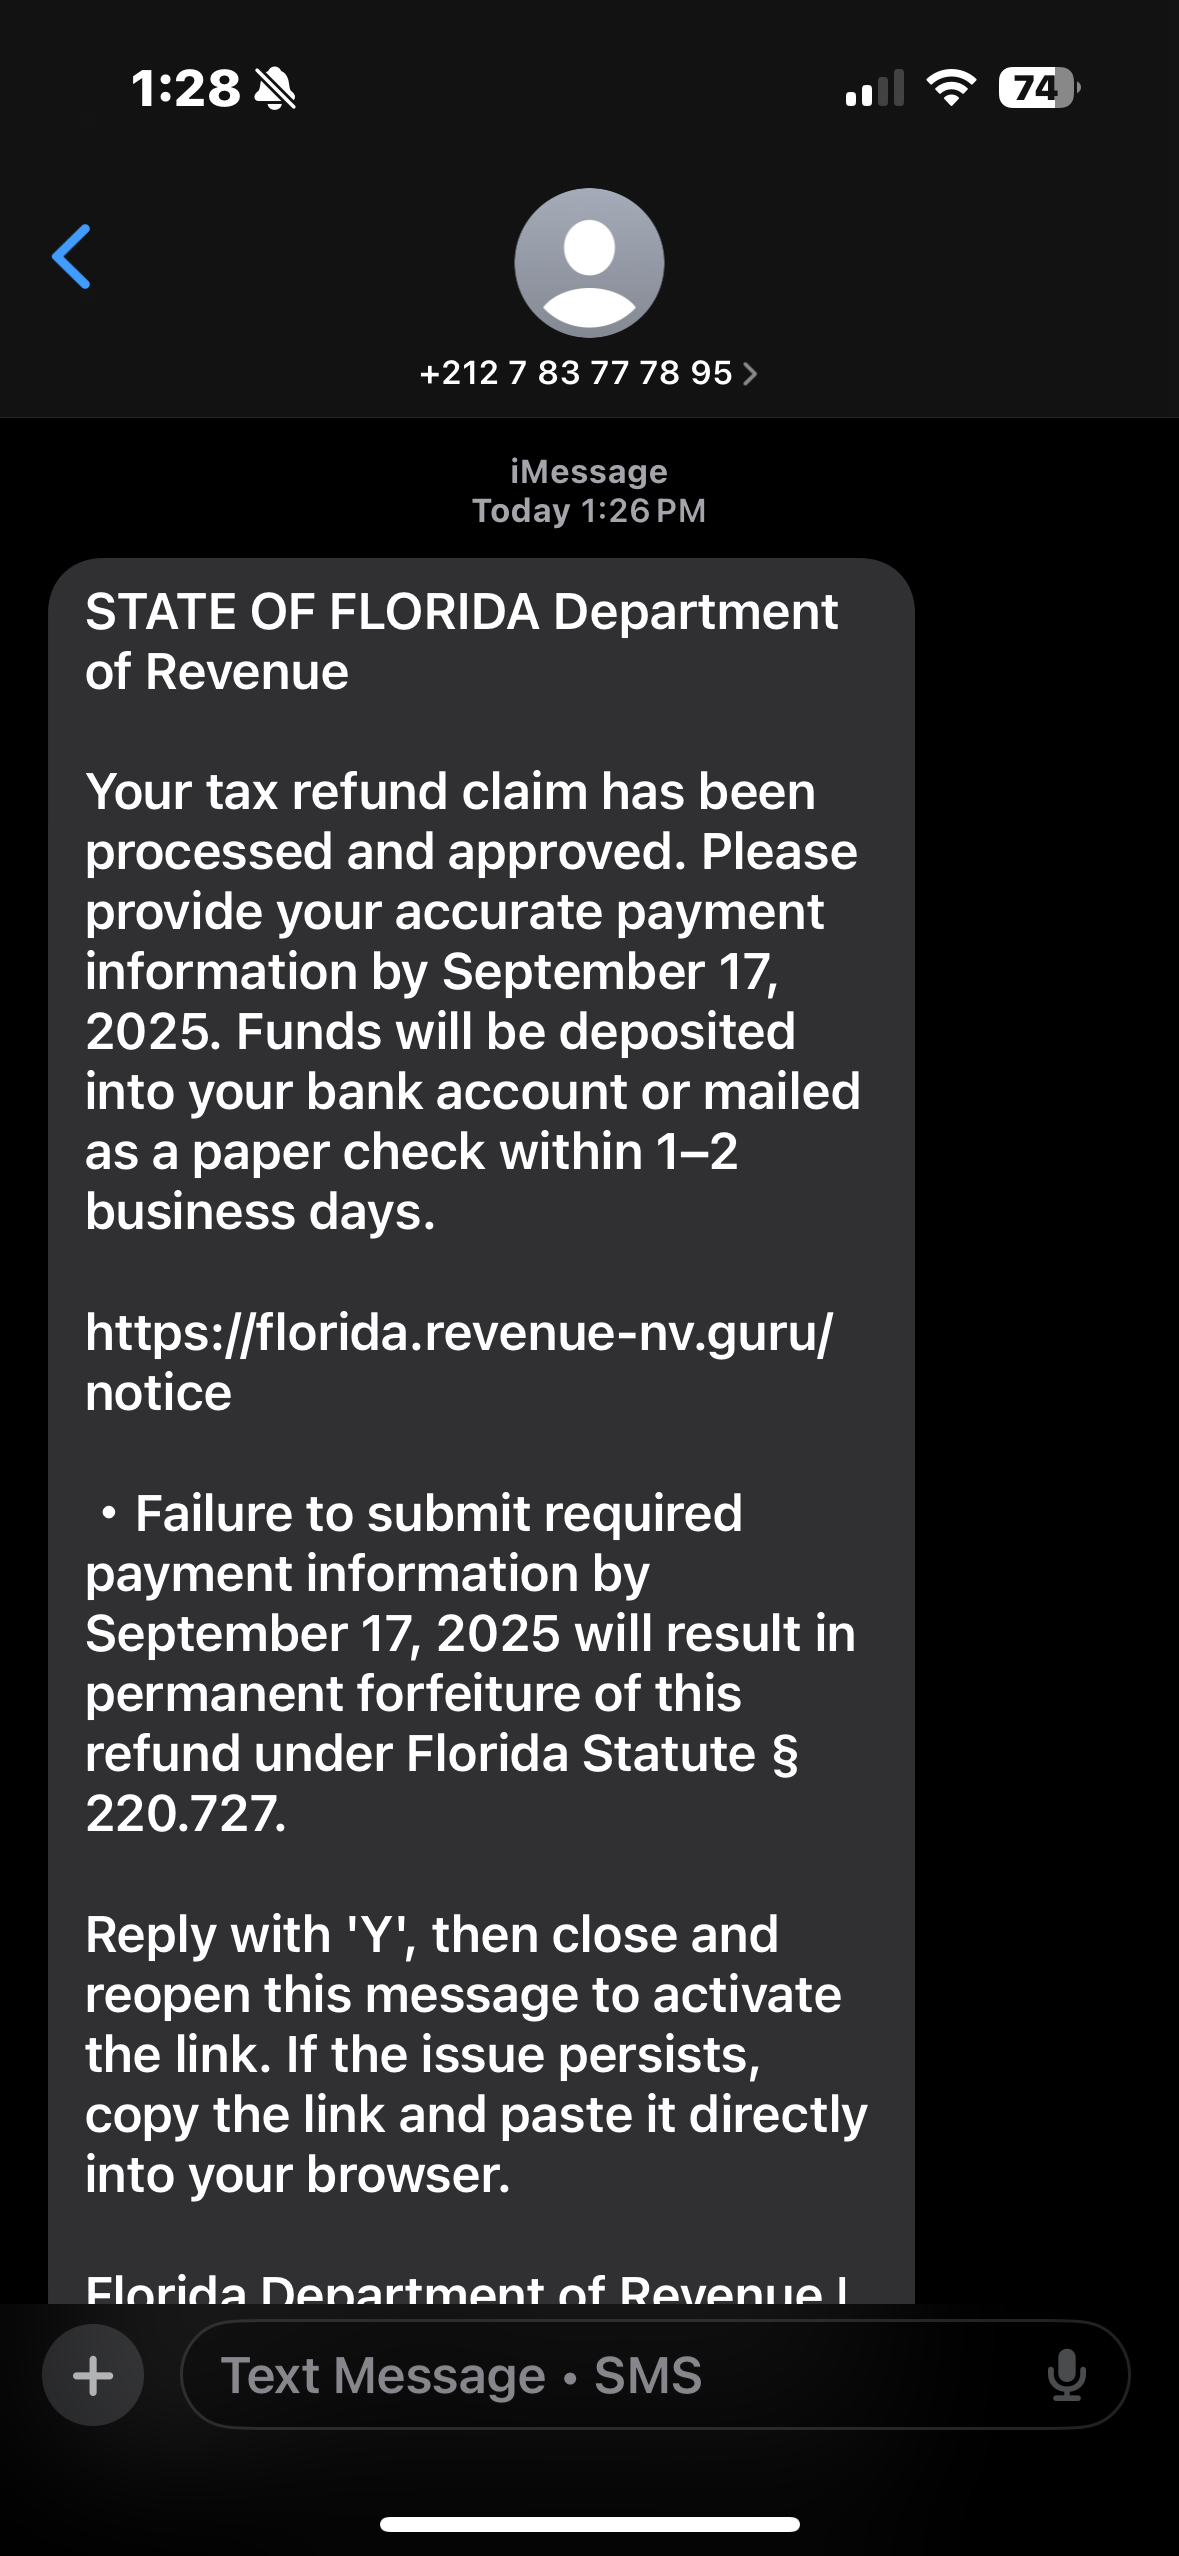 1:28
74
+212 7 83 77 78 95
iMessage
Today 1:26 PM
STATE OF FLORIDA Department
of Revenue
Your tax refund claim has been
processed and approved. Please
provide your accurate payment
information by September 17,
2025. Funds will be deposited
into your bank account or mailed
as a paper check within 1–2
business days.
https://florida.revenue-nv.guru/
notice
• Failure to submit required
payment information by
September 17, 2025 will result in
permanent forfeiture of this
refund under Florida Statute §
220.727.
Reply with 'Y', then close and
reopen this message to activate
the link. If the issue persists,
copy the link and paste it directly
into your browser.
Florida Department of Revenue |
Text Message • SMS